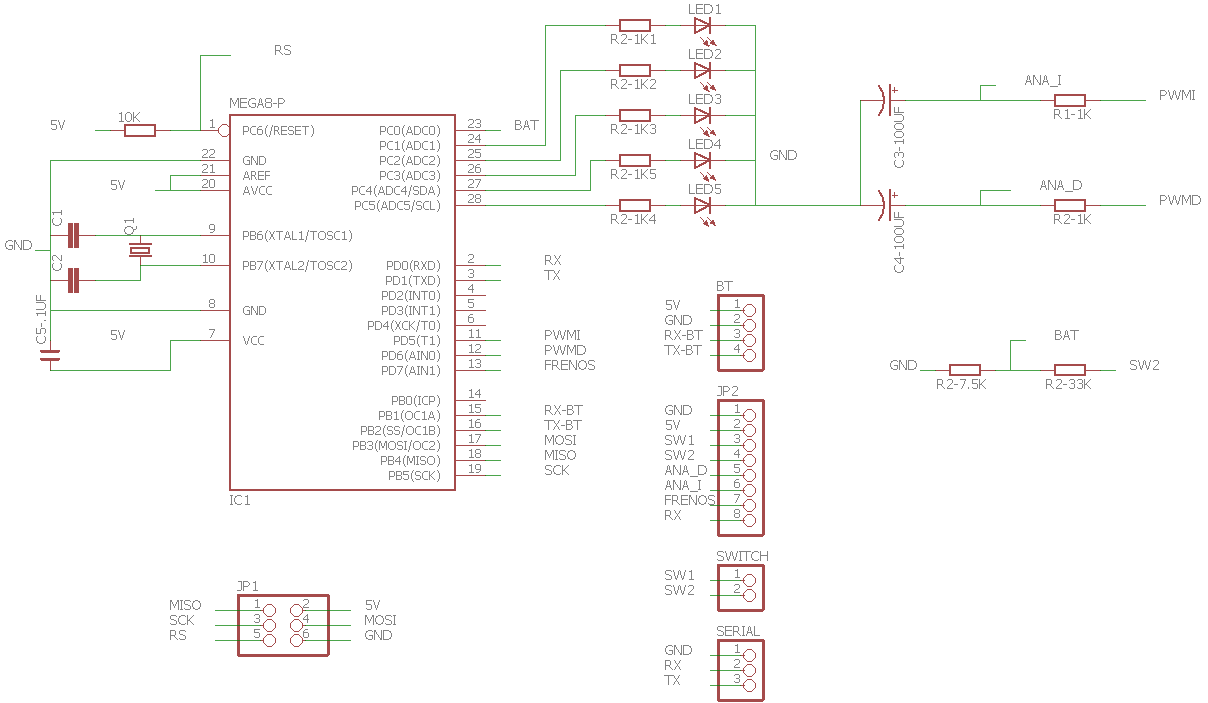 RS
MEGA8-P
5V
10K
1
PC6(/RESET)
22
GND
21
AREF
5V
20
AVCC
C1
Q1
9
PB6(XTAL1/TOSC1)
GND
C2
10
PB7(XTAL2/TOSC2)
C5-.1UF
8
GND
5V
7
VCC
IC1
PC0(ADC0)
23
BAT
PC1(ADC1)
24
PC2(ADC2)
25
PC3(ADC3)
26
PC4(ADC4/SDA)
27
PC5(ADC5/SCL)
28
PD0(RXD)
2
RX
PD1(TXD)
3
TX
PD2(INT0)
4
PD3(INT1)
5
PD4(XCK/T0)
6
PD5(T1)
11
PWMI
PD6(AIN0)
12
PWMD
PD7(AIN1)
13
FRENOS
PB0(ICP)
14
PB1(OC1A)
15
RX-BT
PB2(SS/OC1B)
16
TX-BT
PB3(MOSI/OC2)
17
MOSI
PB4(MISO)
18
MISO
PB5(SCK)
19
SCK
LED1
R2-1K1
LED2
R2-1K2
LED3
R2-1K3
LED4
R2-1K5
LED5
R2-1K4
GND
C3-100UF
+
ANA_I
R1-1K
PWMI
C4-100UF
+
ANA_D
R2-1K
PWMD
GND
R2-7.5K
BAT
R2-33K
SW2
BT
5V 1
GND 2
RX-BT 3
TX-BT 4
JP2
GND 1
5V 2
SW1 3
SW2 4
ANA_D 5
ANA_I 6
FRENOS 7
RX 8
SWITCH
SW1 1
SW2 2
SERIAL
GND 1
RX 2
TX 3
JP1
MISO 1 2 5V
SCK 3 4 MOSI
RS 5 6 GND